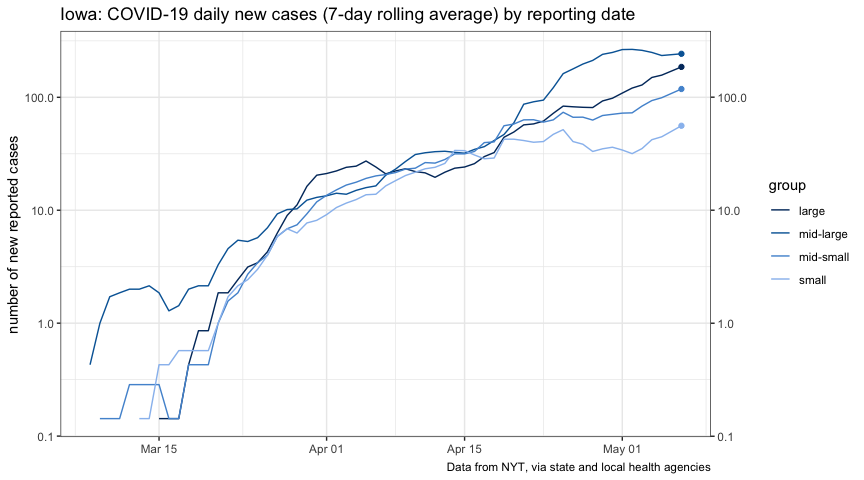 Iowa: COVID-19 daily new cases (7-day rolling average) by reporting date
number of new reported cases
100.0
10.0
1.0
0.1
100.0
10.0
1.0
0.1
Mar 15
Apr 01
Apr 15
May 01
group
large
mid-large
mid-small
small
Data from NYT, via state and local health agencies